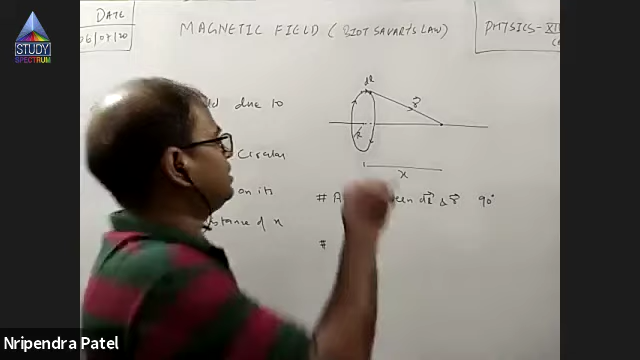 STUDY
SPECTRUM
DATE
06/07/20
MAGNETIC FIELD (BIOT SAVART'S LAW)
PHYSICS - XII
due to
Circular
on its
distance of x
dl
r
R
x
# A een dl & r 90°
#
Nripendra Patel